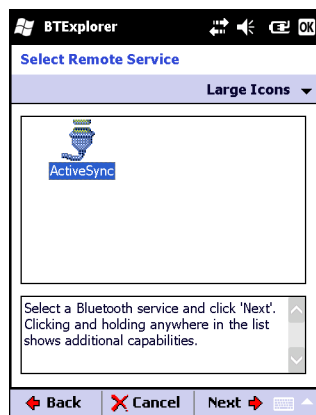 BTExplorer OK
Select Remote Service
Large Icons
ActiveSync
Select a Bluetooth service and click 'Next'.
Clicking and holding anywhere in the list
shows additional capabilities.
Back Cancel Next